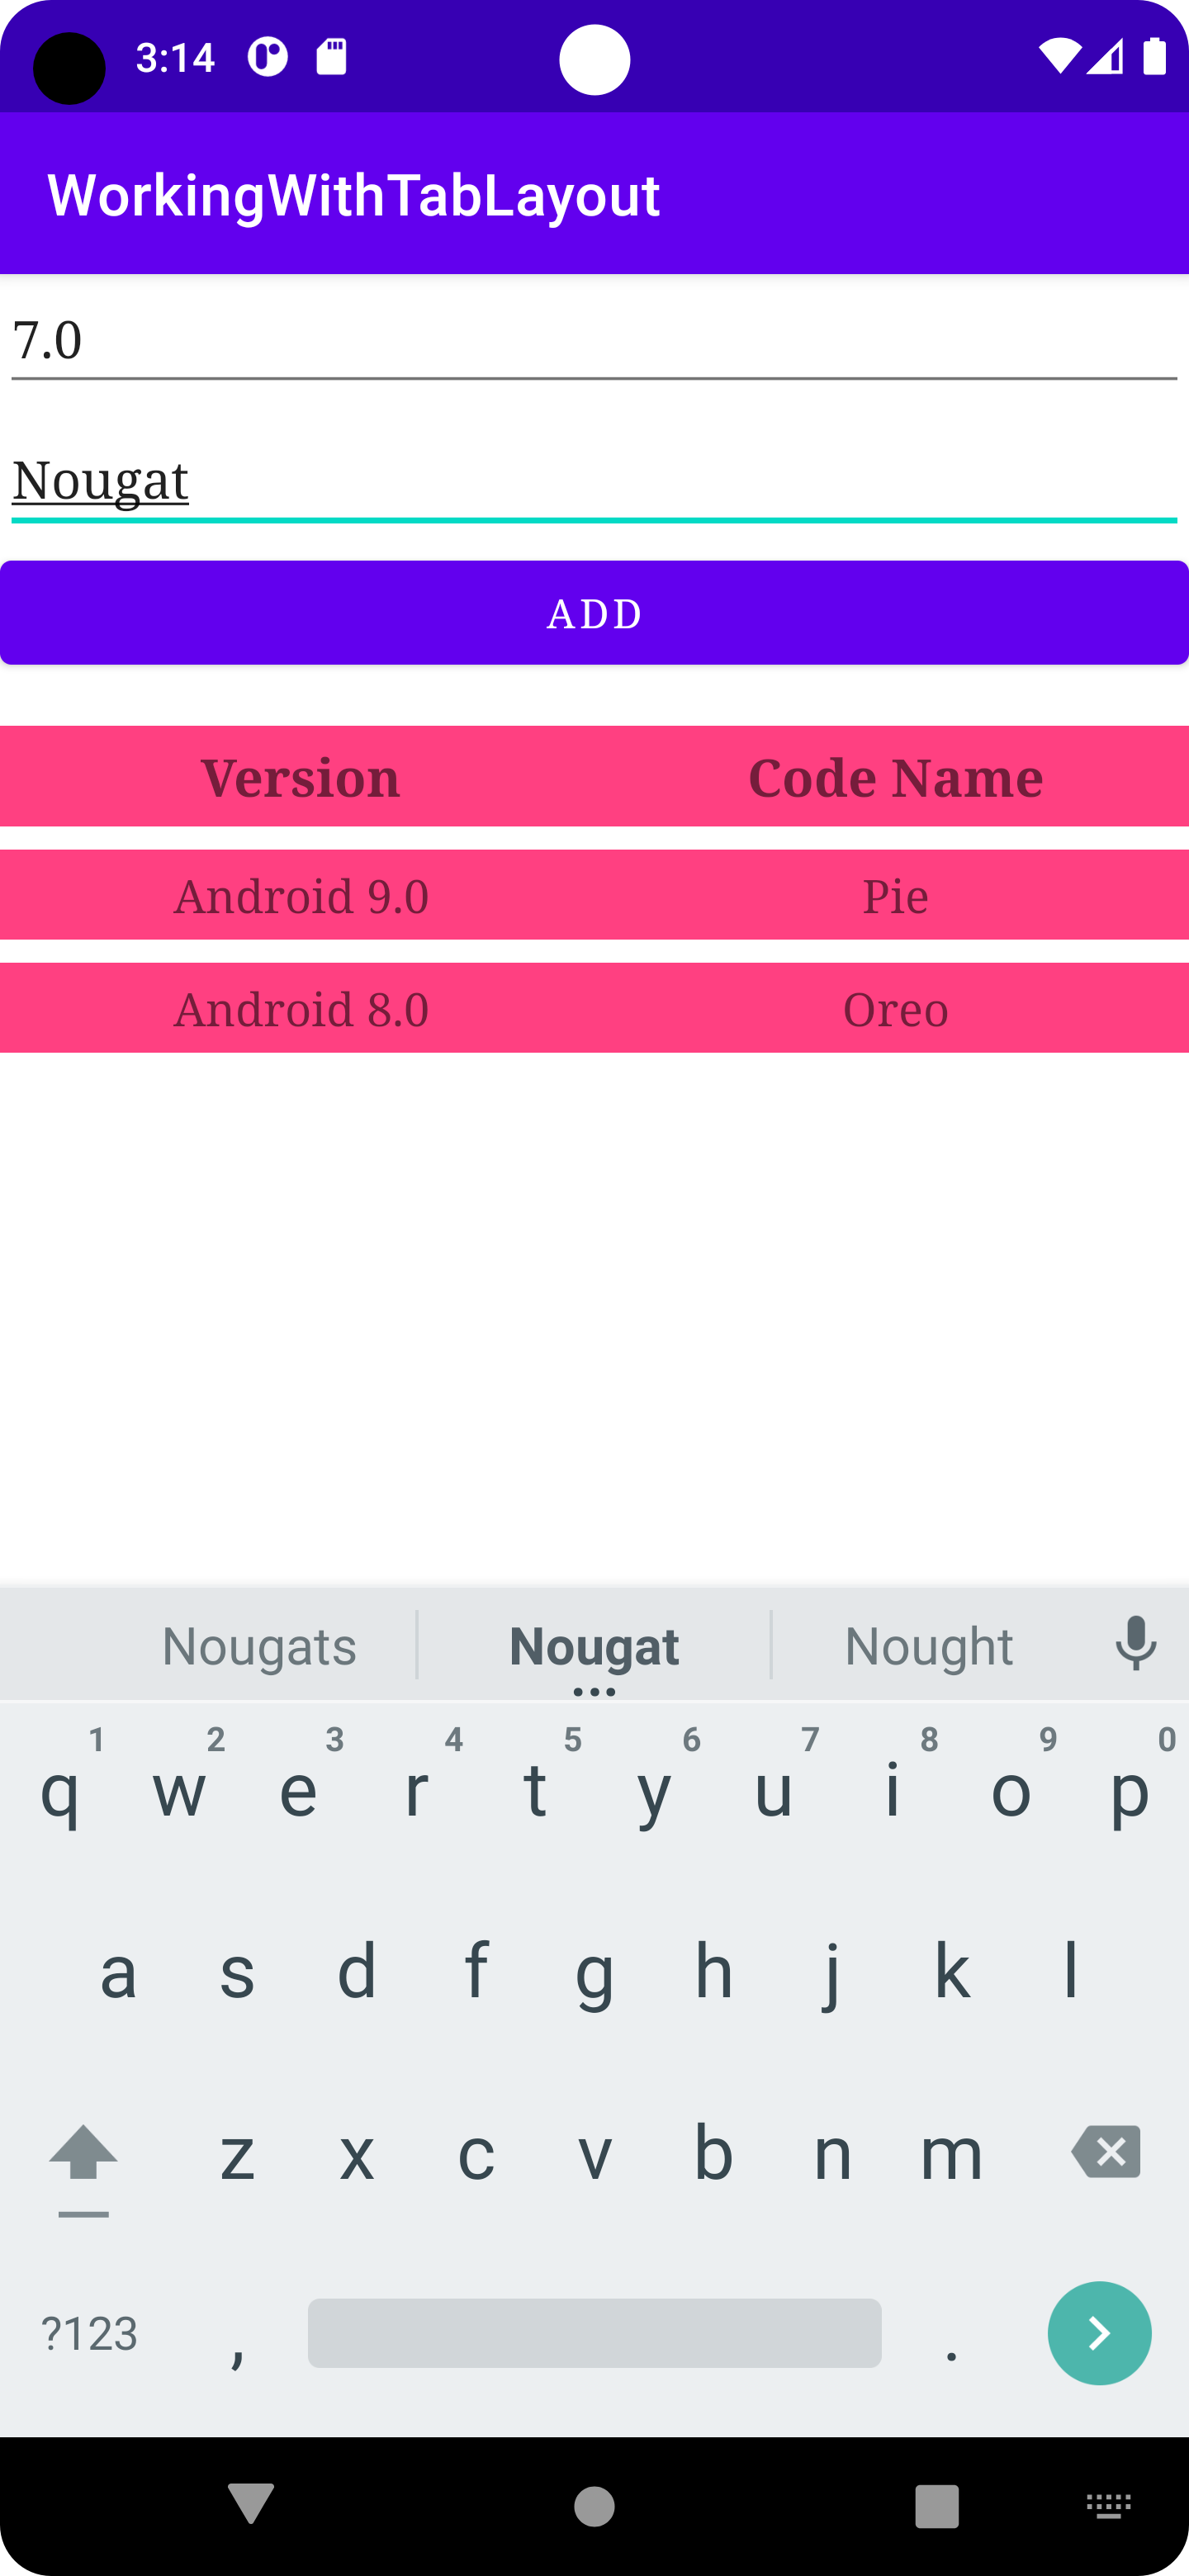 3:14
WorkingWithTabLayout
7.0
Nougat
ADD
Version Code Name
Android 9.0 Pie
Android 8.0 Oreo
Nougats Nougat Nought
1 2 3 4 5 6 7 8 9 0
q w e r t y u i o p
a s d f g h j k l
z x c v b n m
?123 , .